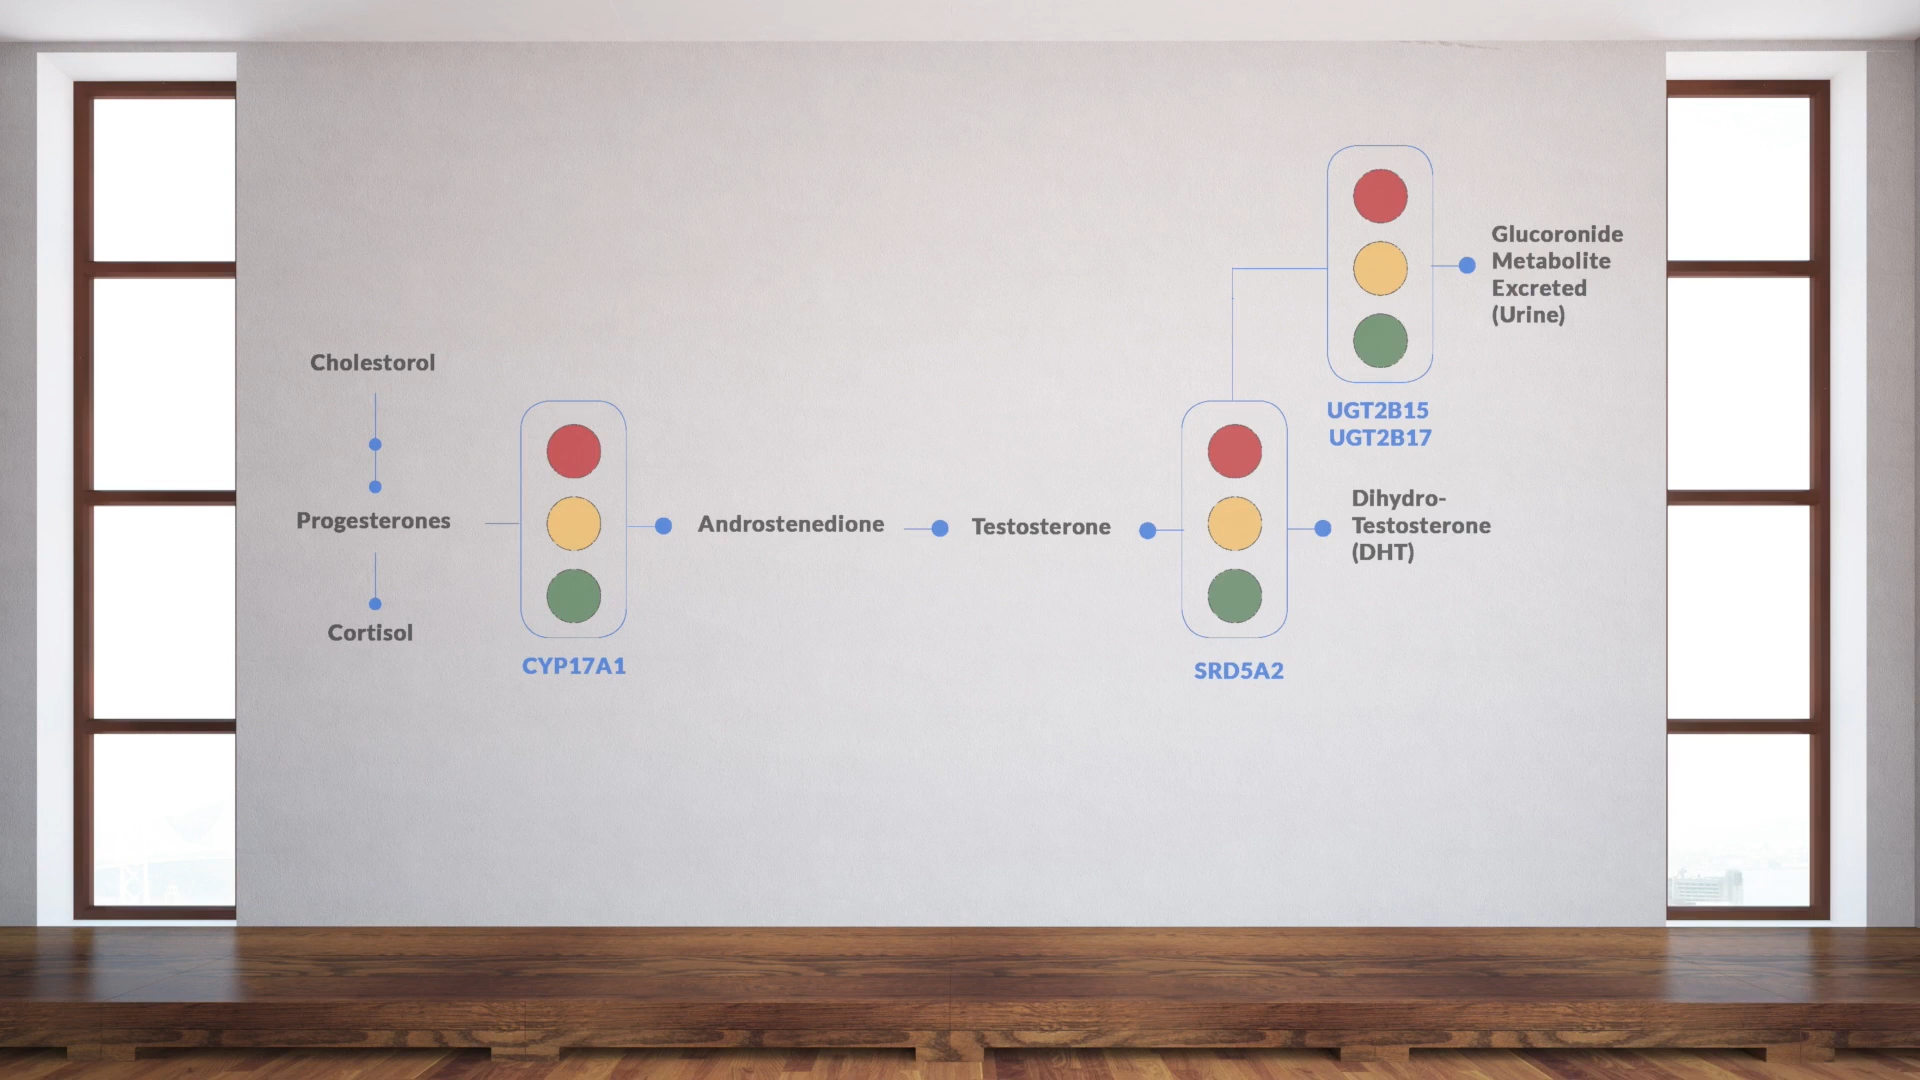 Cholestorol
Progesterones
Cortisol
CYP17A1
Androstenedione
Testosterone
SRD5A2
Dihydro-
Testosterone
(DHT)
UGT2B15
UGT2B17
Glucoronide
Metabolite
Excreted
(Urine)